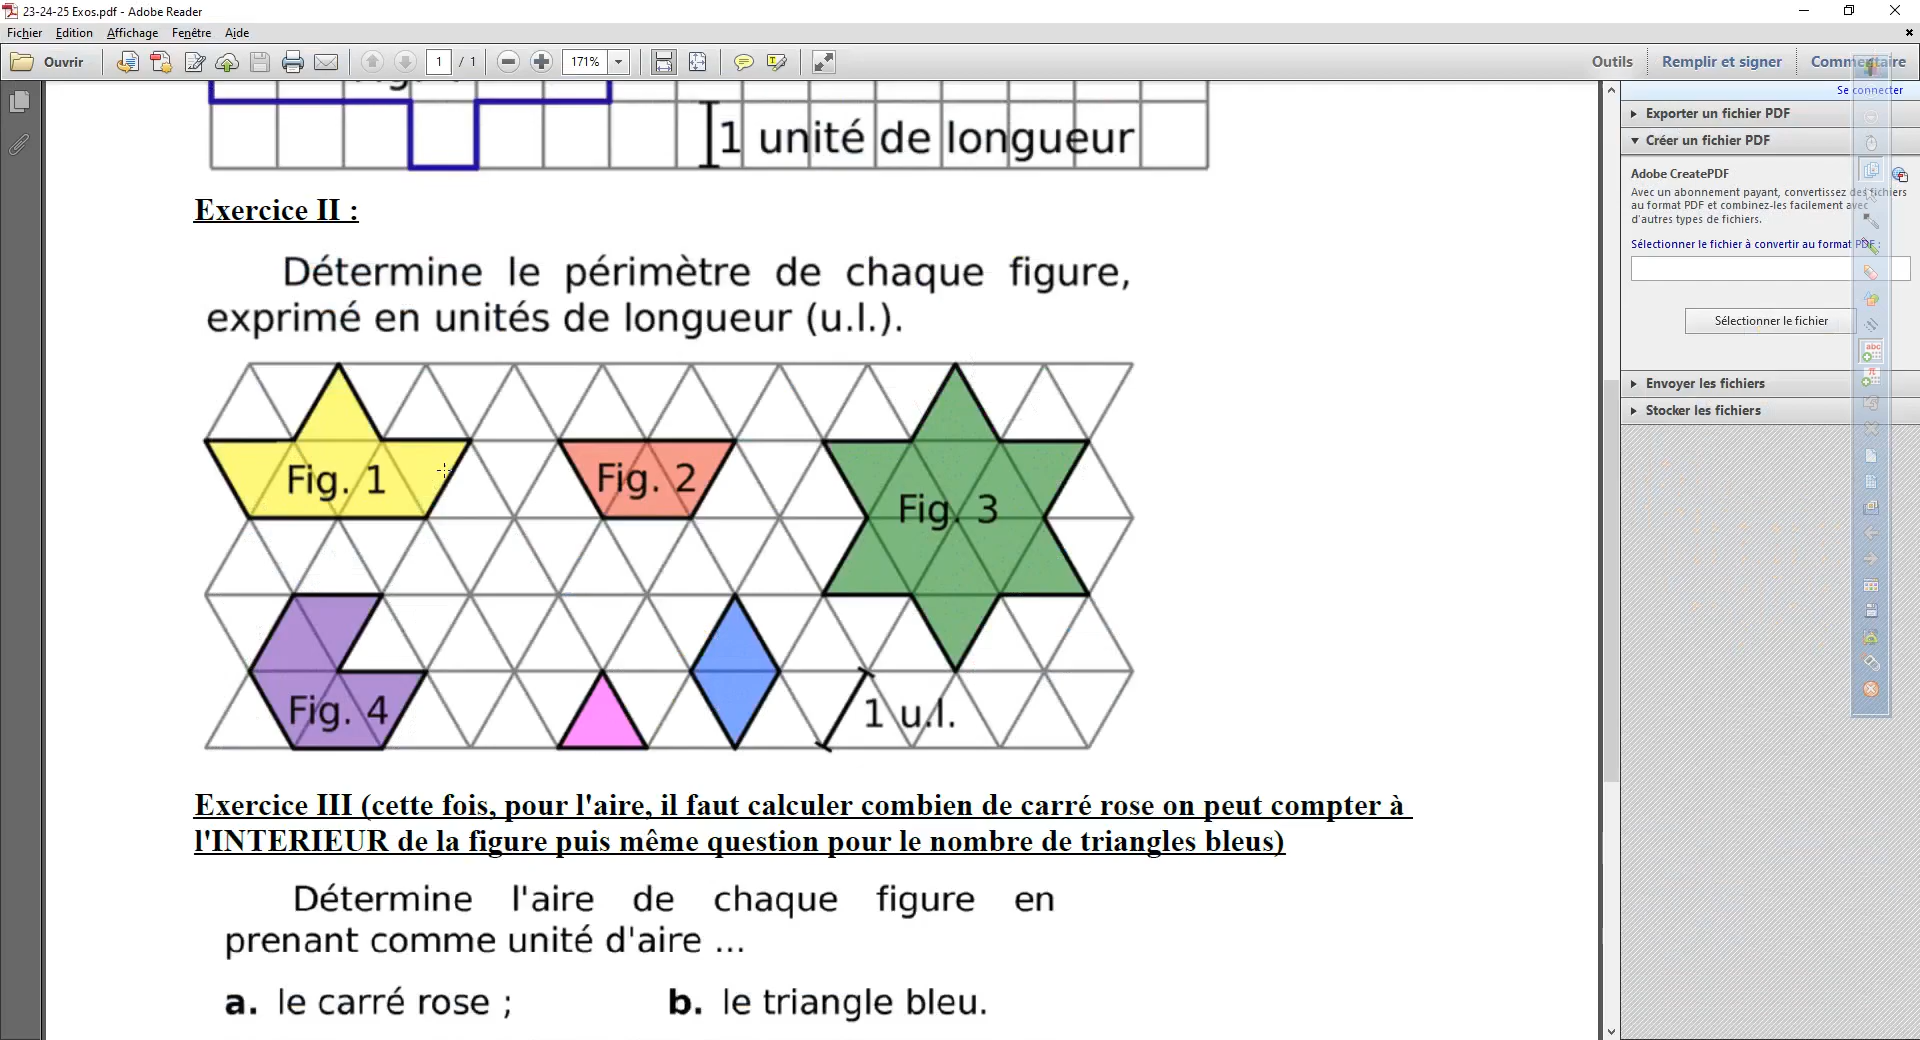 23-24-25 Exos.pdf - Adobe Reader
Fichier Edition Affichage Fenêtre Aide
Ouvrir 1 / 1 171% Outils Remplir et signer Commentaire
Se connecter
Exporter un fichier PDF
Créer un fichier PDF
Adobe CreatePDF
Avec un abonnement payant, convertissez des fichiers
au format PDF et combinez-les facilement avec
d'autres types de fichiers.
Sélectionner le fichier à convertir au format PDF :
Sélectionner le fichier
Envoyer les fichiers
Stocker les fichiers
1 unité de longueur
Exercice II :
Détermine le périmètre de chaque figure,
exprimé en unités de longueur (u.l.).
Fig. 1
Fig. 2
Fig. 3
Fig. 4
1 u.l.
Exercice III (cette fois, pour l'aire, il faut calculer combien de carré rose on peut compter à
l'INTERIEUR de la figure puis même question pour le nombre de triangles bleus)
Détermine l'aire de chaque figure en
prenant comme unité d'aire ...
a. le carré rose ; b. le triangle bleu.